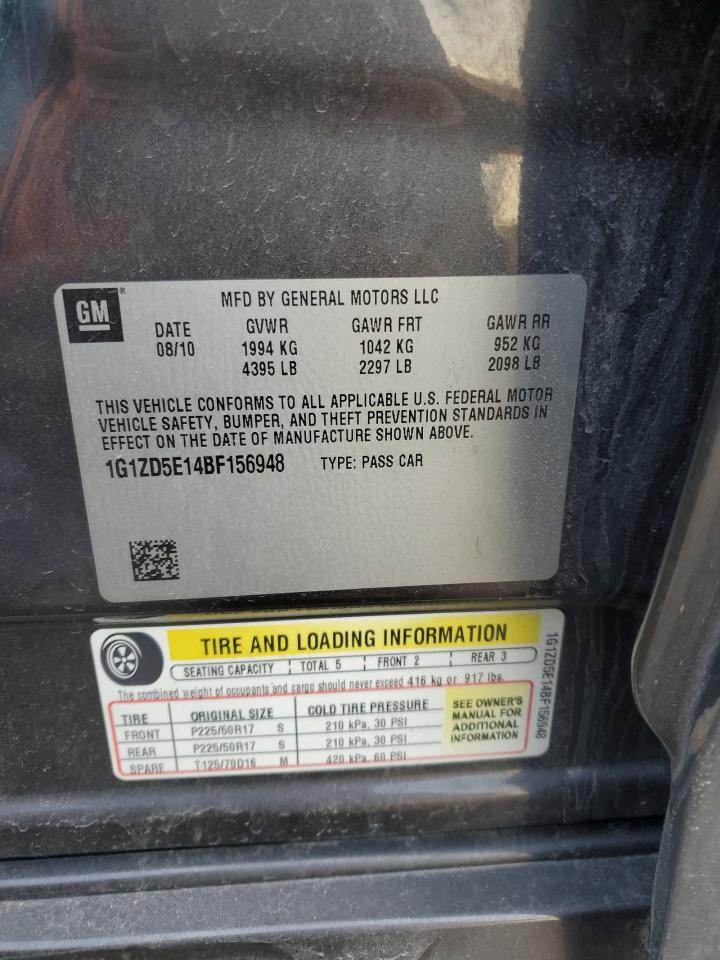 GM
MFD BY GENERAL MOTORS LLC
DATE GVWR GAWR FRT GAWR RR
08/10 1994 KG 1042 KG 952 KG
4395 LB 2297 LB 2098 LB
THIS VEHICLE CONFORMS TO ALL APPLICABLE U.S. FEDERAL MOTOR
VEHICLE SAFETY, BUMPER, AND THEFT PREVENTION STANDARDS IN
EFFECT ON THE DATE OF MANUFACTURE SHOWN ABOVE.
1G1ZD5E14BF156948 TYPE: PASS CAR
TIRE AND LOADING INFORMATION
SEATING CAPACITY TOTAL 5 FRONT 2 REAR 3
The combined weight of occupants and cargo should never exceed 416 kg or 917 lbs.
TIRE ORIGINAL SIZE COLD TIRE PRESSURE
FRONT P225/50R17 S 210 kPa, 30 PSI
REAR P225/50R17 S 210 kPa, 30 PSI
SPARE T125/70D16 M 420 kPa, 60 PSI
SEE OWNER'S
MANUAL FOR
ADDITIONAL
INFORMATION
1G1ZD5E14BF156948